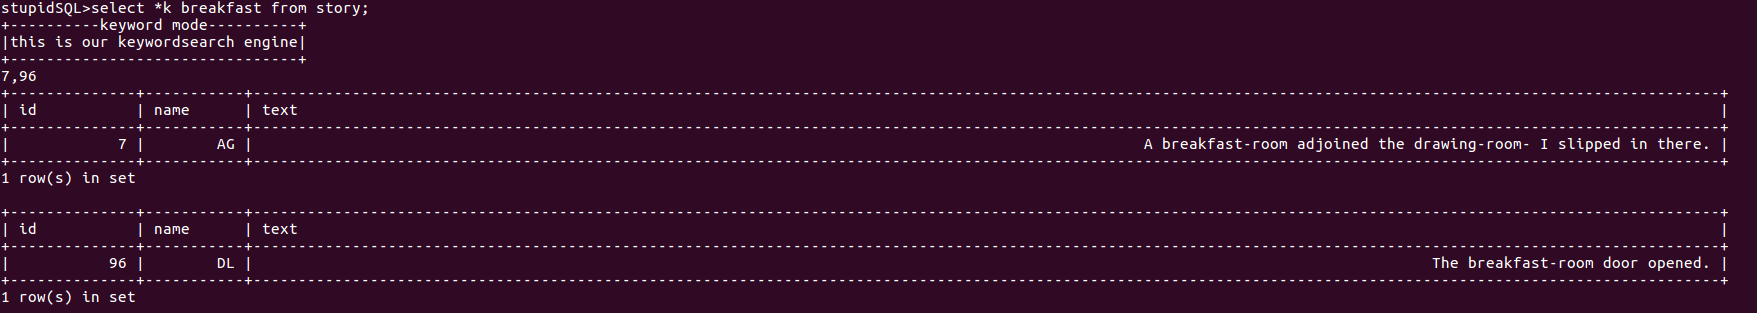 stupidSQL>select *k breakfast from story;
+----------keyword mode----------+
|this is our keywordsearch engine|
+--------------------------------+
7,96
| id | name | text |
| 7 | AG | A breakfast-room adjoined the drawing-room- I slipped in there. |
1 row(s) in set
| id | name | text |
| 96 | DL | The breakfast-room door opened. |
1 row(s) in set